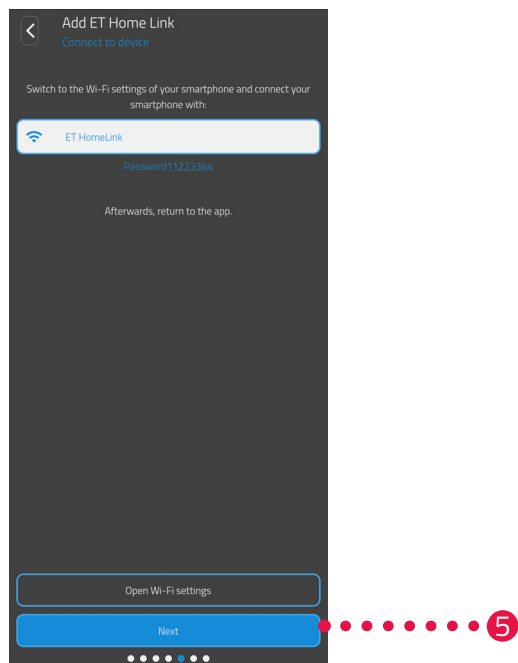 Add ET Home Link
Connect to device
Switch to the Wi-Fi settings of your smartphone and connect your
smartphone with:
ET HomeLink
Password11223344
Afterwards, return to the app.
Open Wi-Fi settings
Next
5